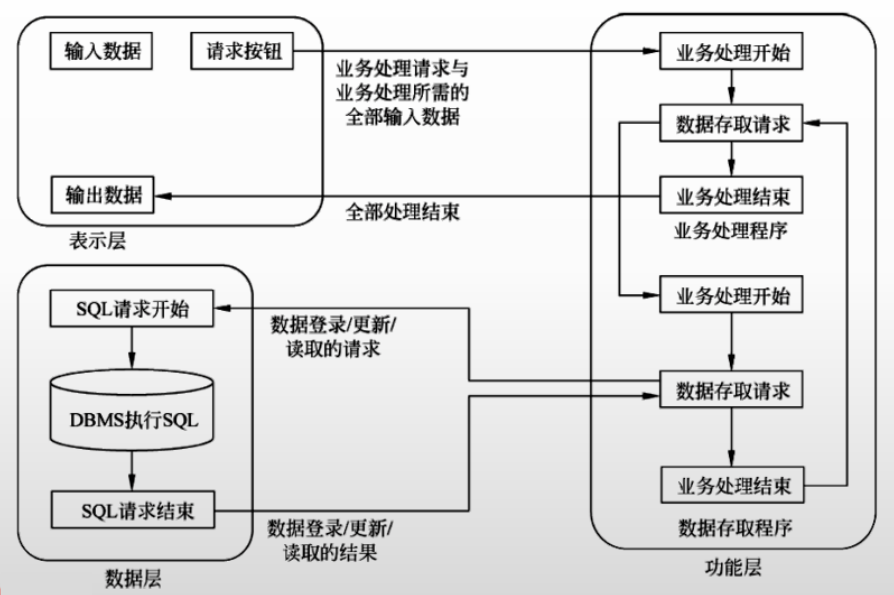 输入数据
请求按钮
业务处理请求与
业务处理所需的
全部输入数据
输出数据
全部处理结束
表示层
业务处理开始
数据存取请求
业务处理结束
业务处理程序
业务处理开始
数据存取请求
业务处理结束
数据存取程序
功能层
SQL请求开始
数据登录/更新/
读取的请求
DBMS执行SQL
SQL请求结束
数据登录/更新/
读取的结果
数据层